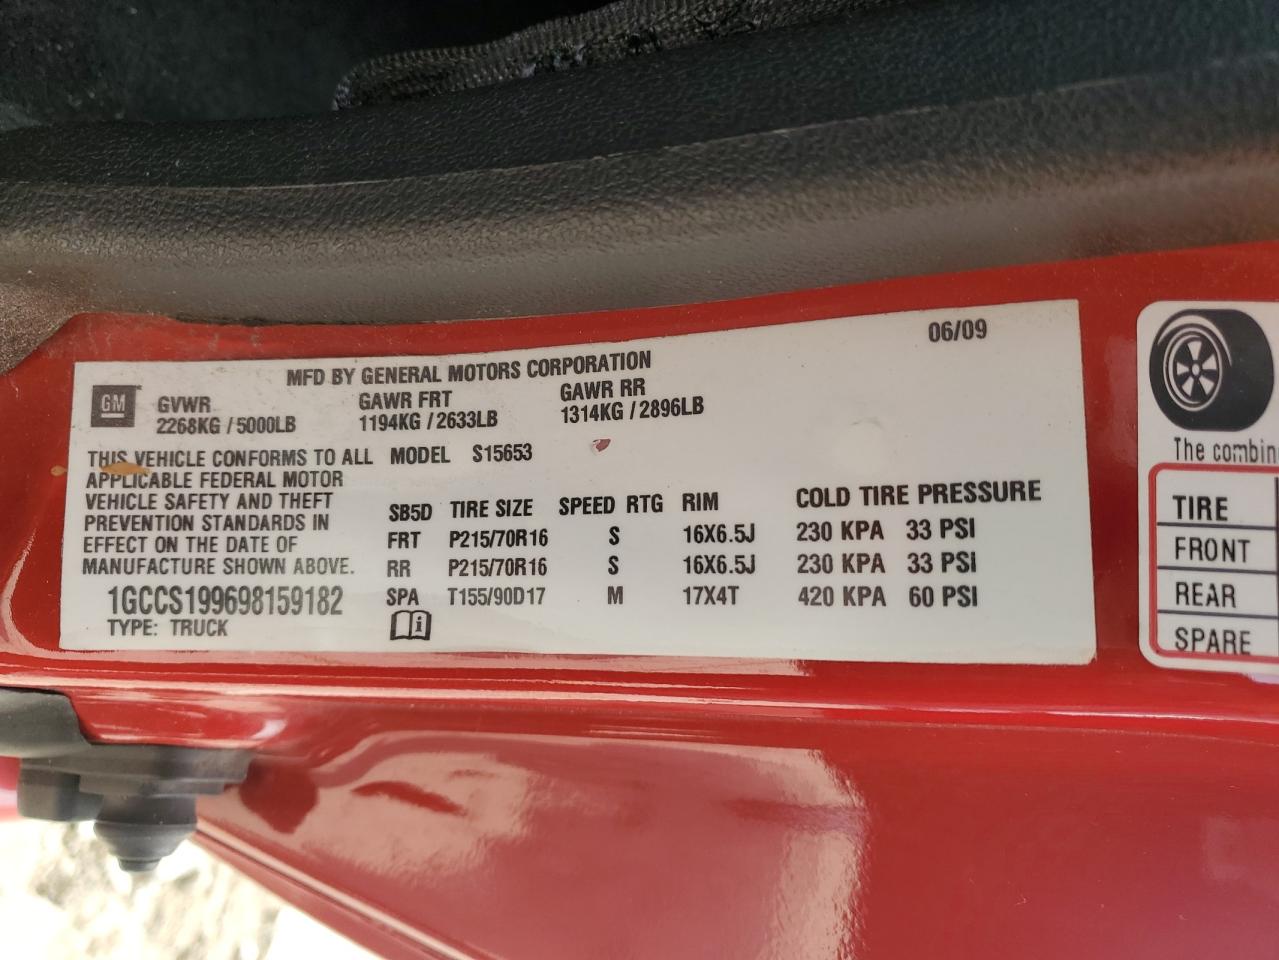 06/09
MFD BY GENERAL MOTORS CORPORATION
GM
GVWR GAWR FRT GAWR RR
2268KG / 5000LB 1194KG / 2633LB 1314KG / 2896LB
THIS VEHICLE CONFORMS TO ALL
APPLICABLE FEDERAL MOTOR
VEHICLE SAFETY AND THEFT
PREVENTION STANDARDS IN
EFFECT ON THE DATE OF
MANUFACTURE SHOWN ABOVE.
1GCCS199698159182
TYPE: TRUCK
MODEL S15653
SB5D TIRE SIZE SPEED RTG RIM COLD TIRE PRESSURE
FRT P215/70R16 S 16X6.5J 230 KPA 33 PSI
RR P215/70R16 S 16X6.5J 230 KPA 33 PSI
SPA T155/90D17 M 17X4T 420 KPA 60 PSI
i
The combin
TIRE
FRONT
REAR
SPARE